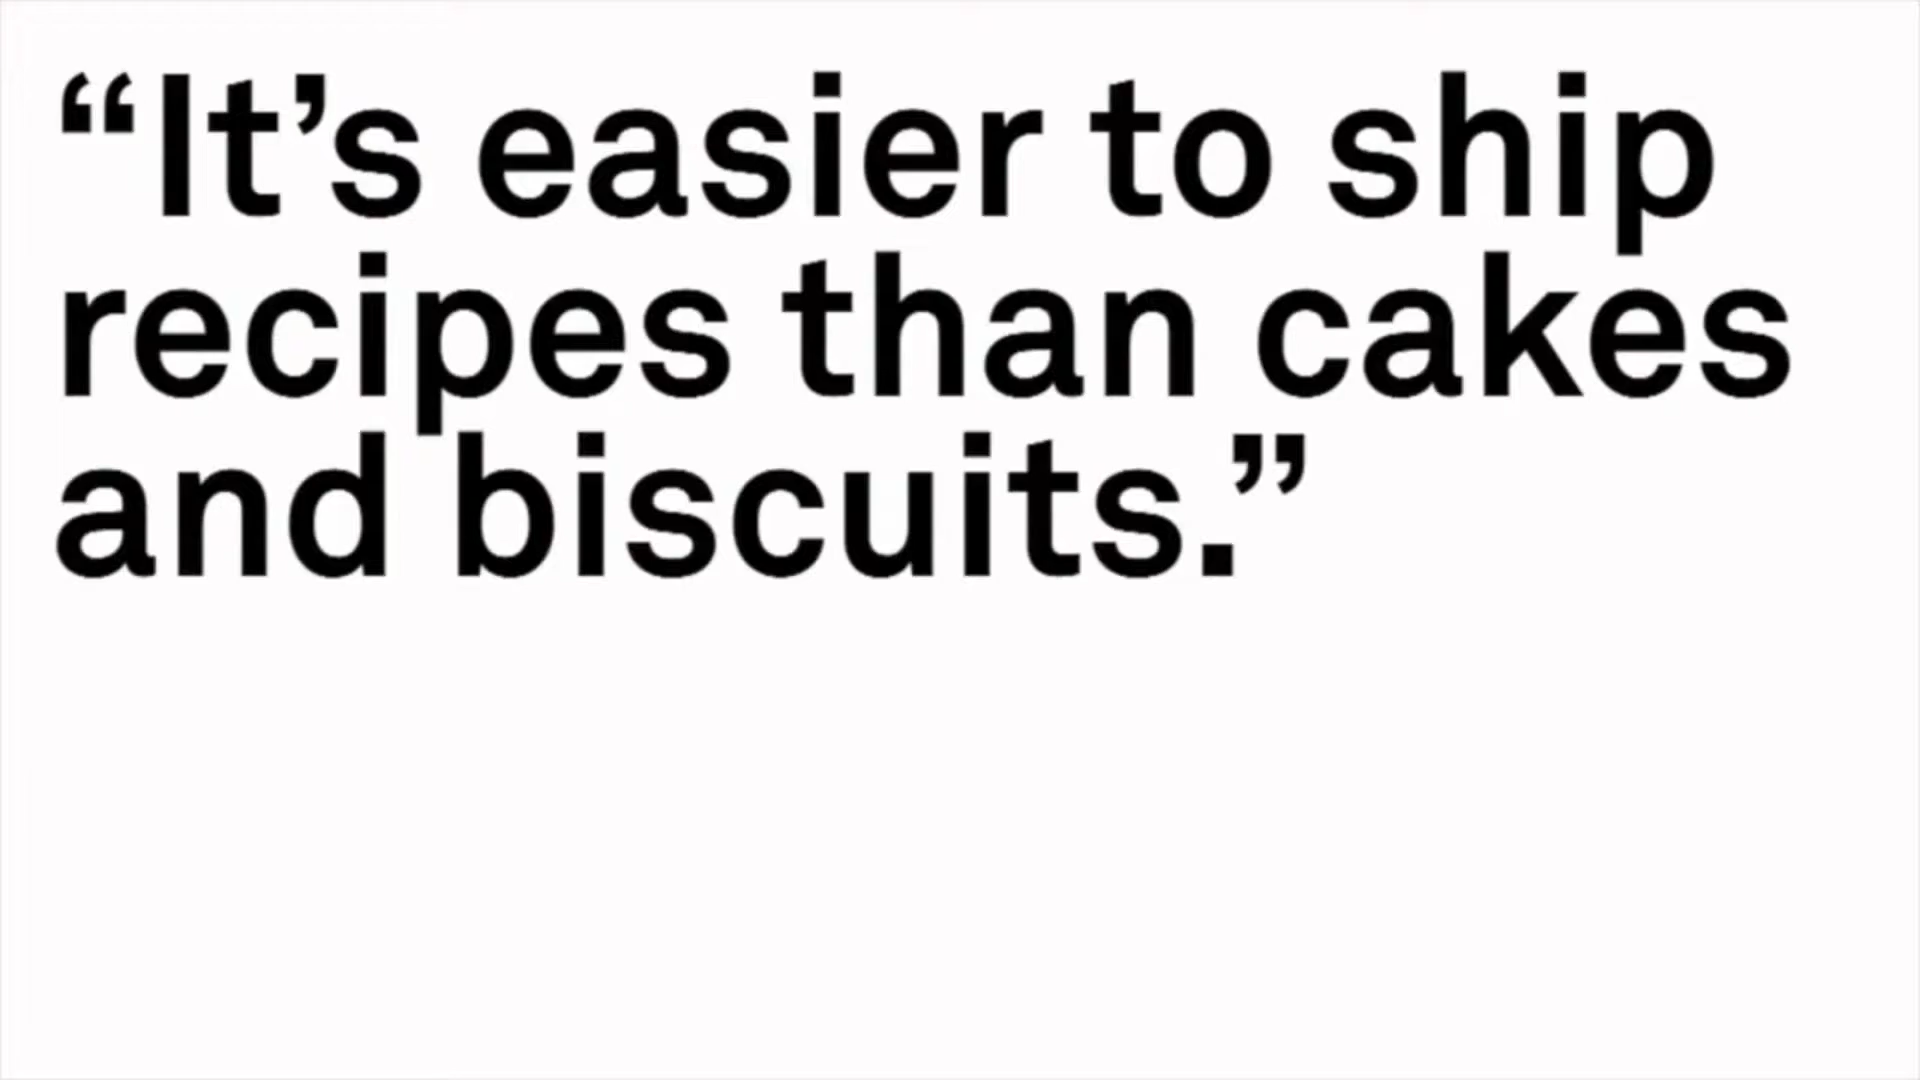 “It’s easier to ship
recipes than cakes
and biscuits.”